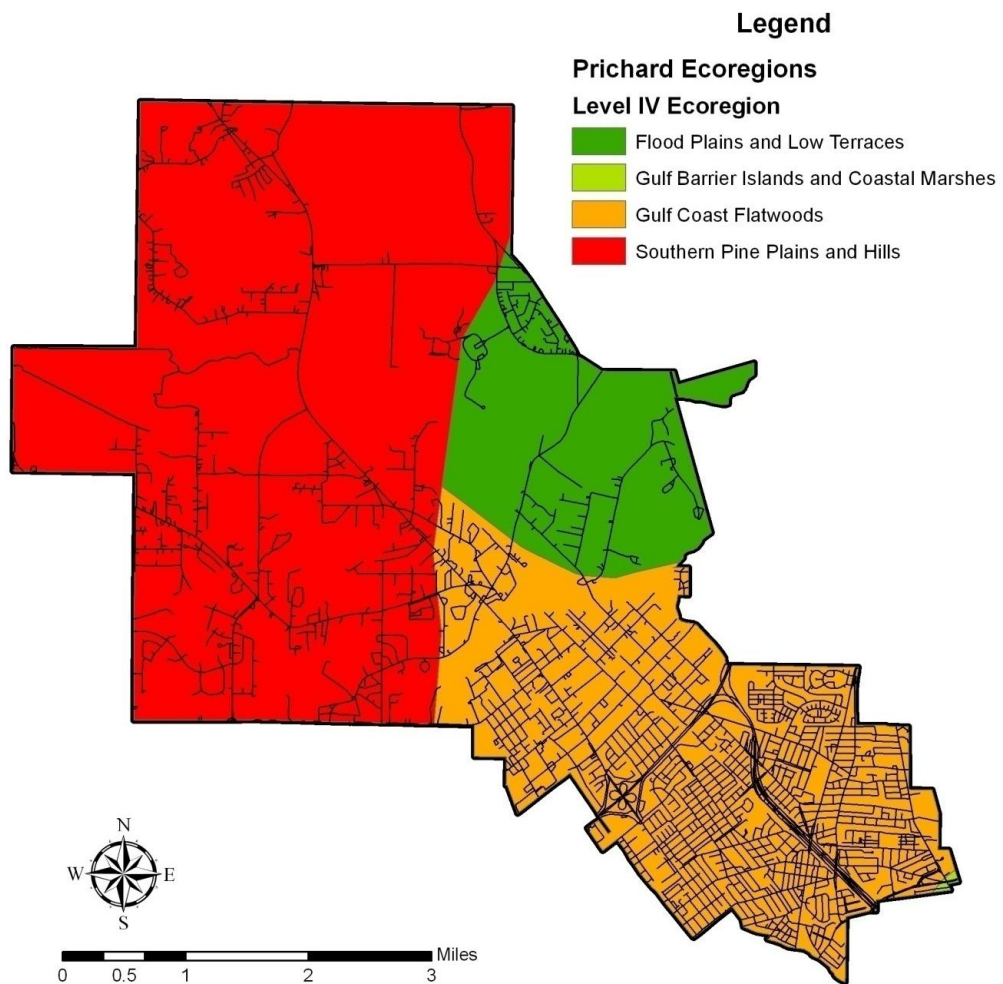 Legend
Prichard Ecoregions
Level IV Ecoregion
Flood Plains and Low Terraces
Gulf Barrier Islands and Coastal Marshes
Gulf Coast Flatwoods
Southern Pine Plains and Hills
N
W E
S
Miles
0 0.5 1 2 3